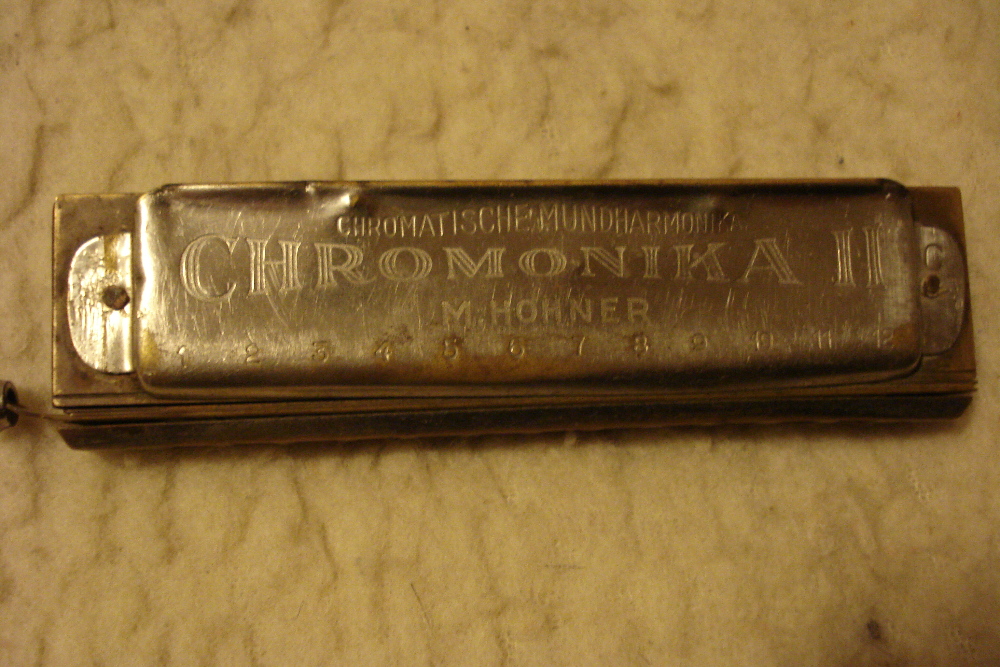 CHROMATISCHE MUNDHARMONIKA
CHROMONIKA II
M. HOHNER
1 2 3 4 5 6 7 8 9 10 11 12
C